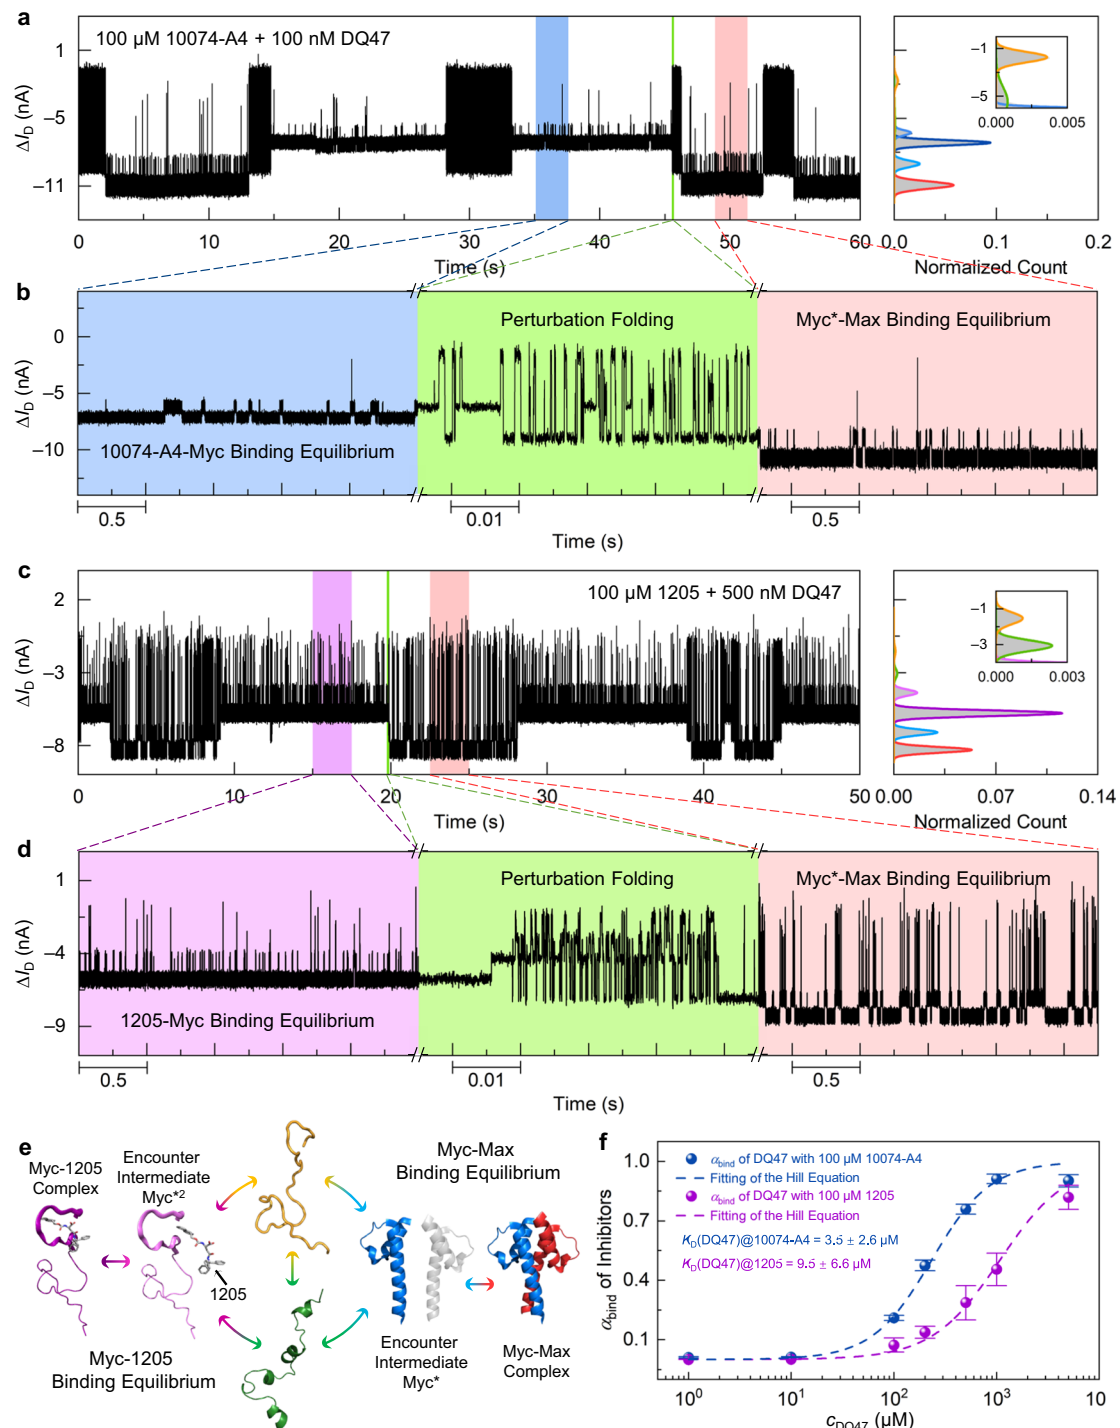 a
100 µM 10074-A4 + 100 nM DQ47
1
−5
−11
ΔI_D (nA)
0 10 20 30 40 50 60
Time (s)
−1
−5
0.000 0.005
0.0 0.1 0.2
Normalized Count
b
Perturbation Folding
Myc*-Max Binding Equilibrium
0
−5
−10
ΔI_D (nA)
10074-A4-Myc Binding Equilibrium
0.5
0.01
0.5
Time (s)
c
100 µM 1205 + 500 nM DQ47
2
−3
−8
ΔI_D (nA)
0 10 20 30 40 50
Time (s)
−1
−3
0.000 0.003
0.00 0.07 0.14
Normalized Count
d
Perturbation Folding
Myc*-Max Binding Equilibrium
1
−4
−9
ΔI_D (nA)
1205-Myc Binding Equilibrium
0.5
0.01
0.5
Time (s)
e
Myc-1205
Complex
Encounter
Intermediate
Myc*²
1205
Myc-1205
Binding Equilibrium
Myc-Max
Binding Equilibrium
Encounter
Intermediate
Myc*
Myc-Max
Complex
f
α_bind of DQ47 with 100 µM 10074-A4
Fitting of the Hill Equation
α_bind of DQ47 with 100 µM 1205
Fitting of the Hill Equation
K_D(DQ47)@10074-A4 = 3.5 ± 2.6 µM
K_D(DQ47)@1205 = 9.5 ± 6.6 µM
1.0
0.7
0.4
0.1
α_bind of Inhibitors
10⁰ 10¹ 10² 10³ 10
c_DQ47 (µM)